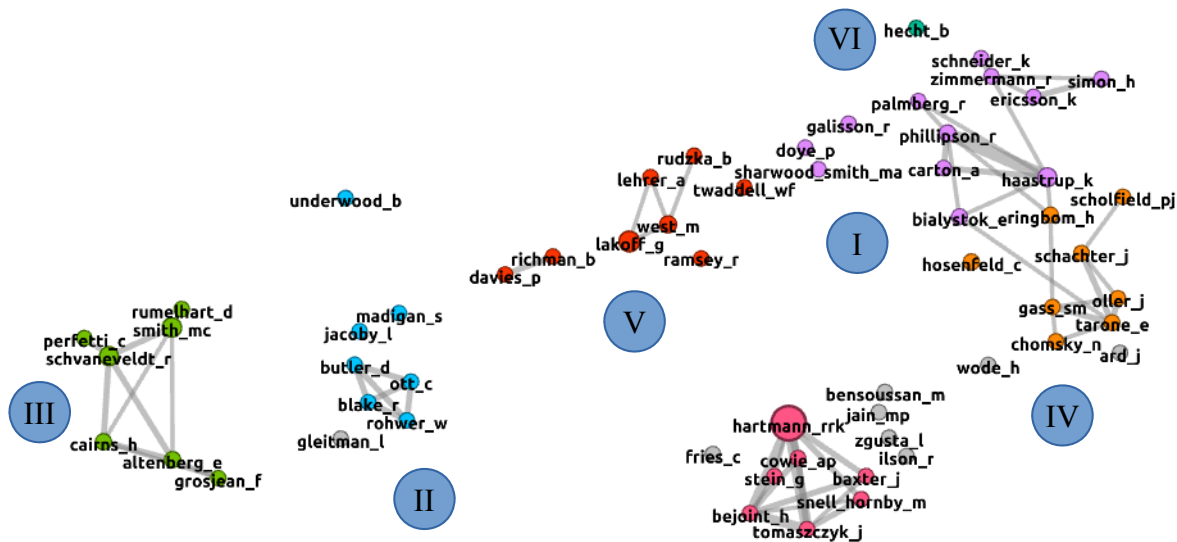 VI
hecht_b
schneider_k
zimmermann_r
simon_h
ericsson_k
palmberg_r
galisson_r
phillipson_r
doye_p
rudzka_b
sharwood_smith_ma
carton_a
lehrer_a
twaddell_wf
haastrup_k
scholfield_pj
underwood_b
bialystok_e
ringbom_h
west_m
lakoff_g
I
richman_b
ramsey_r
schachter_j
davies_p
hosenfeld_c
rumelhart_d
madigan_s
gass_sm
oller_j
smith_mc
jacoby_l
V
tarone_e
perfetti_c
schvaneveldt_r
chomsky_n
ard_j
butler_d
wode_h
ott_c
III
blake_r
bensoussan_m
IV
rohwer_w
jain_mp
hartmann_rrk
cairns_h
gleitman_l
zgusta_l
fries_c
cowie_ap
ilson_r
altenberg_e
stein_g
baxter_j
grosjean_f
II
snell_hornby_m
bejoint_h
tomaszczyk_j